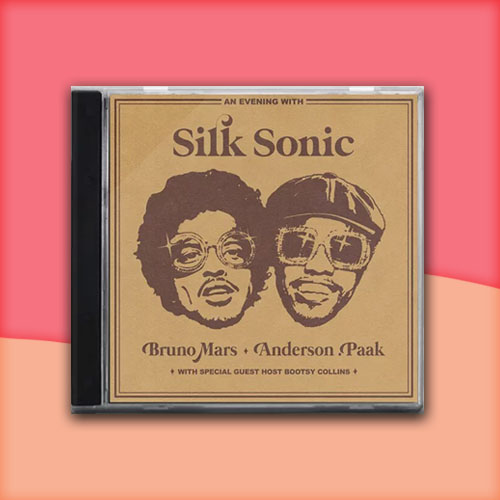 AN EVENING WITH
Silk Sonic
Bruno Mars ♦ Anderson .Paak
♦ WITH SPECIAL GUEST HOST BOOTSY COLLINS ♦